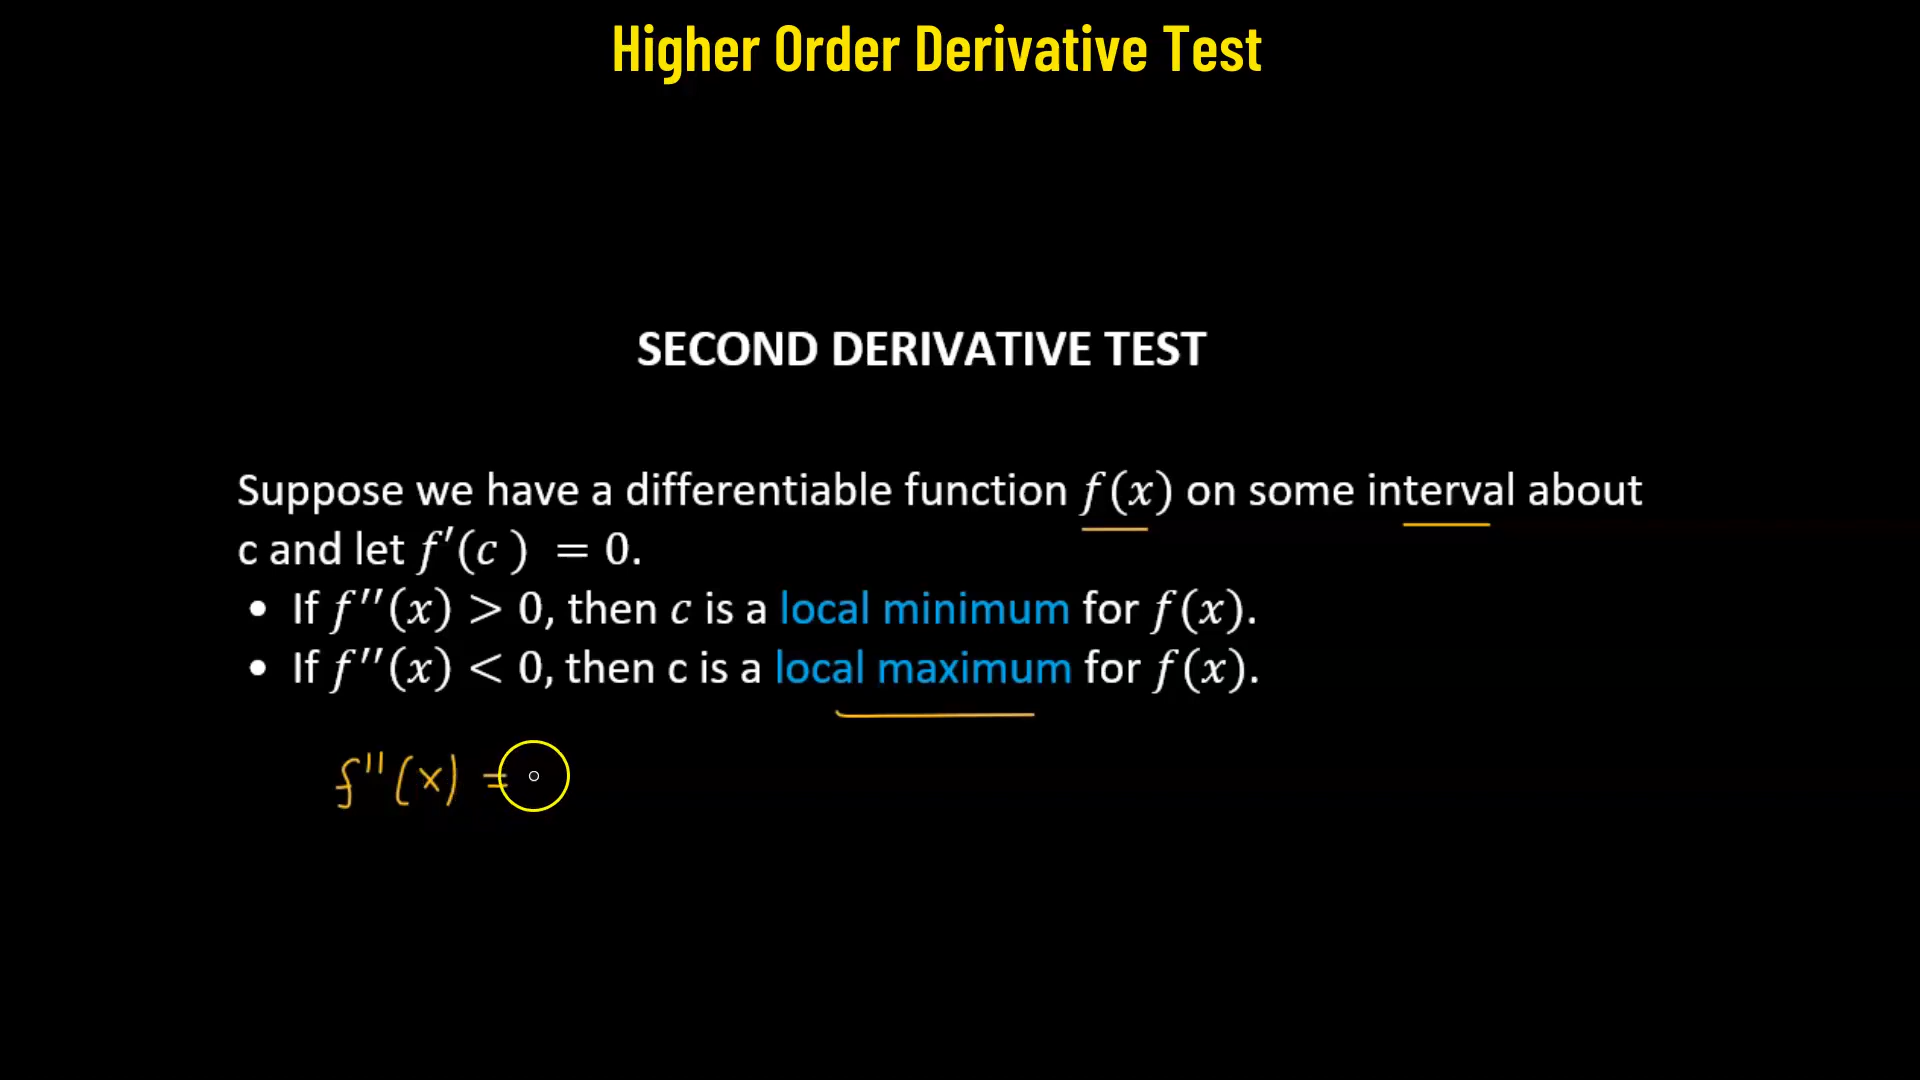 Higher Order Derivative Test
SECOND DERIVATIVE TEST
Suppose we have a differentiable function f(x) on some interval about
c and let f′(c ) = 0.
• If f′′(x) > 0, then c is a local minimum for f(x).
• If f′′(x) < 0, then c is a local maximum for f(x).
f''(x) =